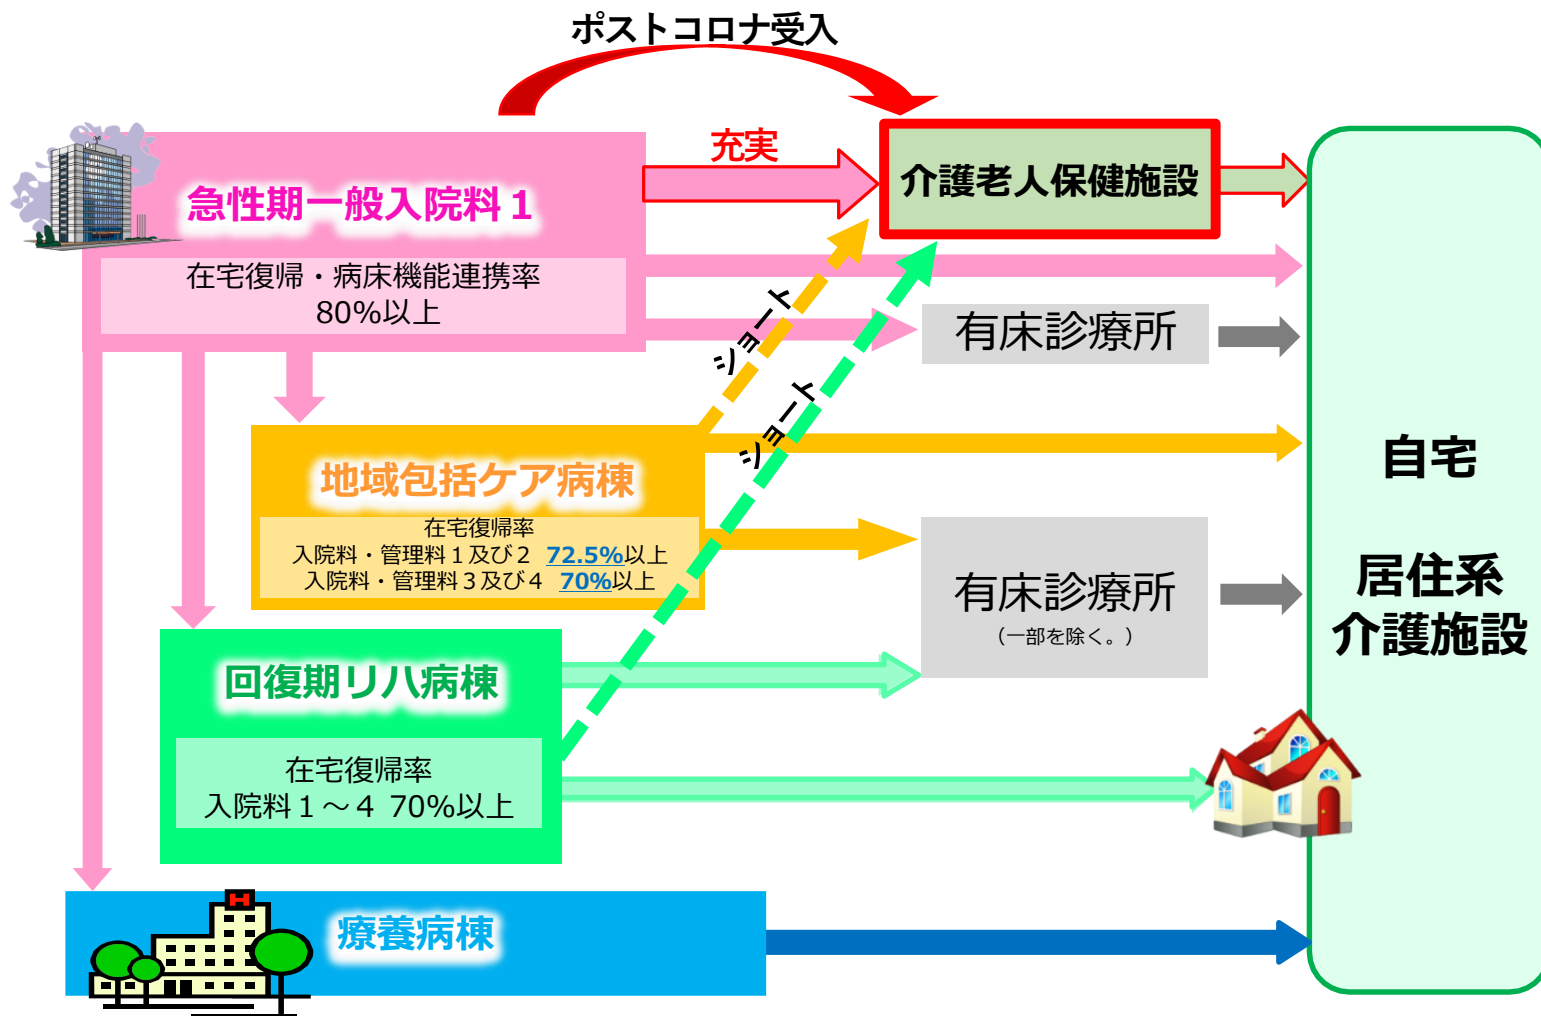 ポストコロナ受入
充実
急性期一般入院料１
介護老人保健施設
在宅復帰・病床機能連携率
80%以上
ショート
有床診療所
ショート
地域包括ケア病棟
在宅復帰率
入院料・管理料１及び２ 72.5%以上
入院料・管理料３及び４ 70%以上
自宅
居住系
介護施設
有床診療所
（一部を除く。）
回復期リハ病棟
在宅復帰率
入院料１～４ 70%以上
H
療養病棟